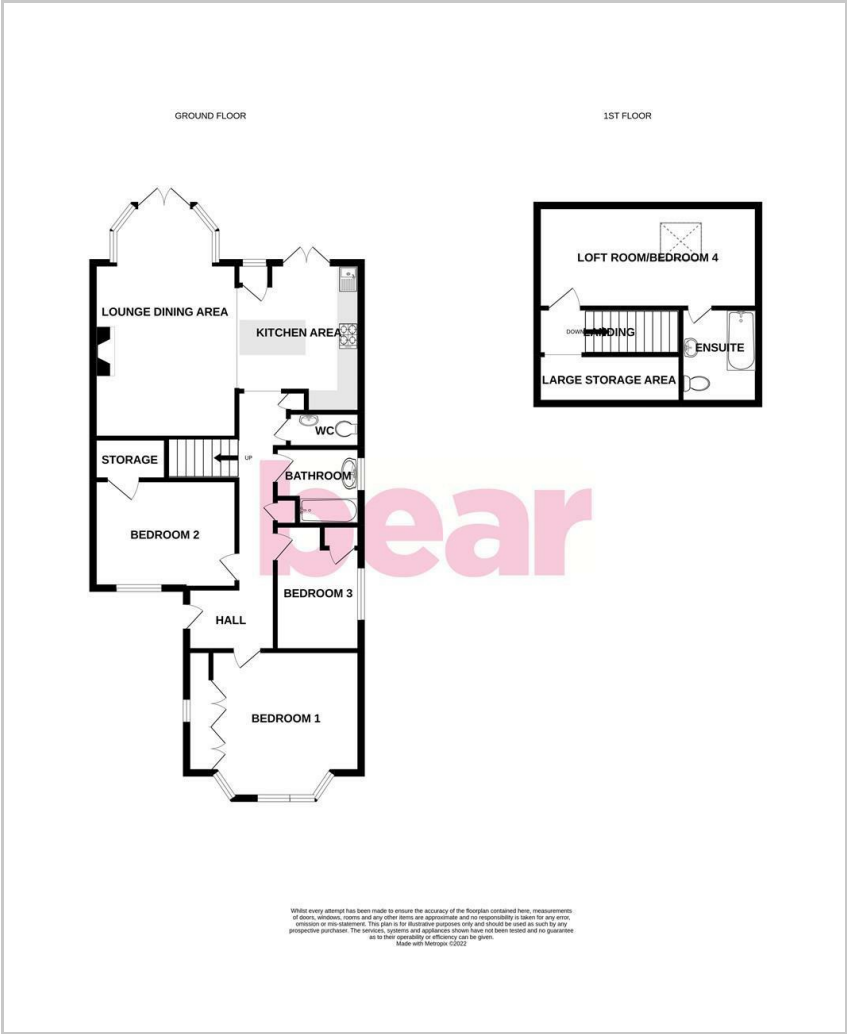 GROUND FLOOR
1ST FLOOR
LOUNGE DINING AREA
KITCHEN AREA
WC
STORAGE
UP
BATHROOM
BEDROOM 2
BEDROOM 3
HALL
BEDROOM 1
LOFT ROOM/BEDROOM 4
DOWN
LANDING
ENSUITE
LARGE STORAGE AREA
bear
Whilst every attempt has been made to ensure the accuracy of the floorplan contained here, measurements
of doors, windows, rooms and any other items are approximate and no responsibility is taken for any error,
omission or mis-statement. This plan is for illustrative purposes only and should be used as such by any
prospective purchaser. The services, systems and appliances shown have not been tested and no guarantee
as to their operability or efficiency can be given.
Made with Metropix ©2022